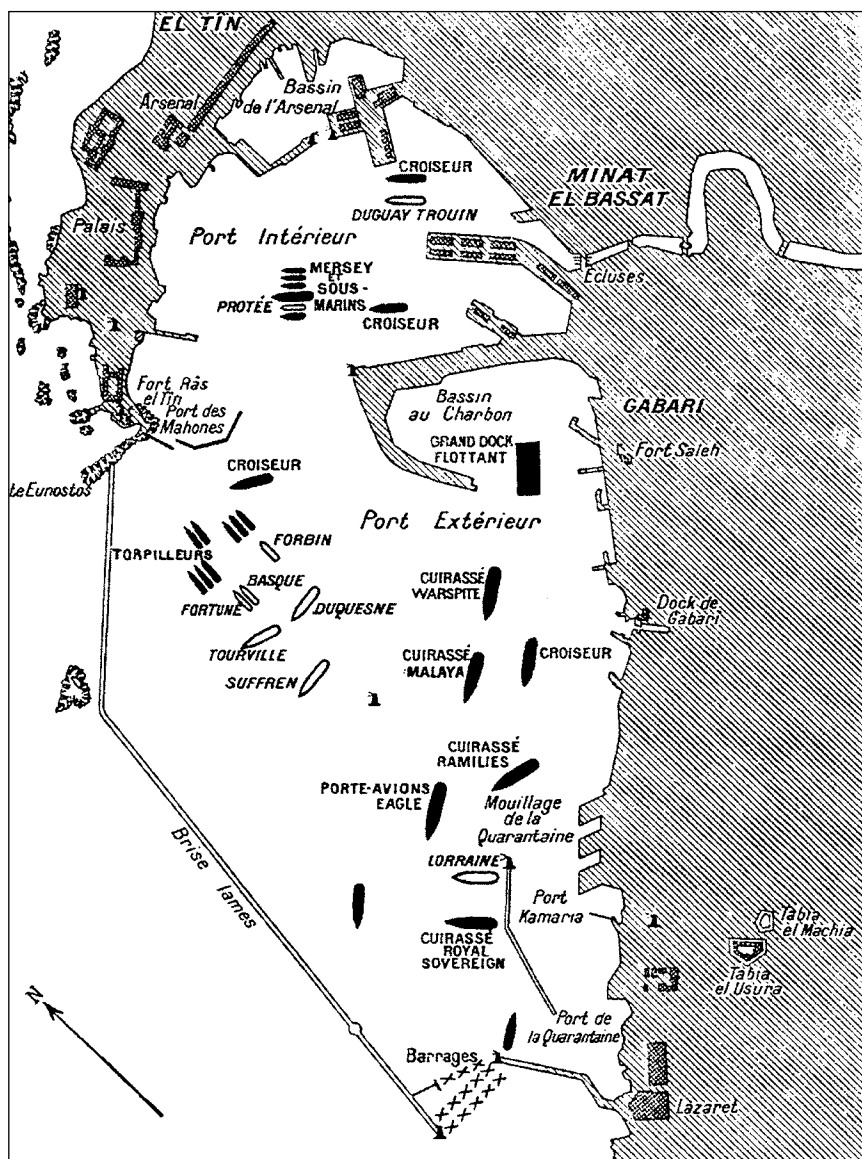 EL TÎN
Arsenal
Bassin
de l'Arsenal
CROISEUR
DUGUAY TROUIN
MINAT
EL BASSAT
Palais
Port Intérieur
Écluses
MERSEY
ET
SOUS-
MARINS
PROTÉE
CROISEUR
Fort Râs
el Tin
Port des
Mahones
Bassin
au Charbon
GABARI
GRAND DOCK
FLOTTANT
Fort Saleh
te Eunostos
CROISEUR
Port Extérieur
TORPILLEURS
FORBIN
BASQUE
FORTUNE
DUQUESNE
CUIRASSÉ
WARSPITE
Dock de
Gabari
TOURVILLE
SUFFREN
CUIRASSÉ
MALAYA
CROISEUR
CUIRASSÉ
RAMILIES
PORTE-AVIONS
EAGLE
Mouillage
de la
Quarantaine
LORRAINE
Brise lames
Port
Kamaria
Tabia
el Machia
CUIRASSÉ
ROYAL
SOVEREIGN
Tabia
el Usura
N
Port de
la Quarantaine
Barrages
Lazaret